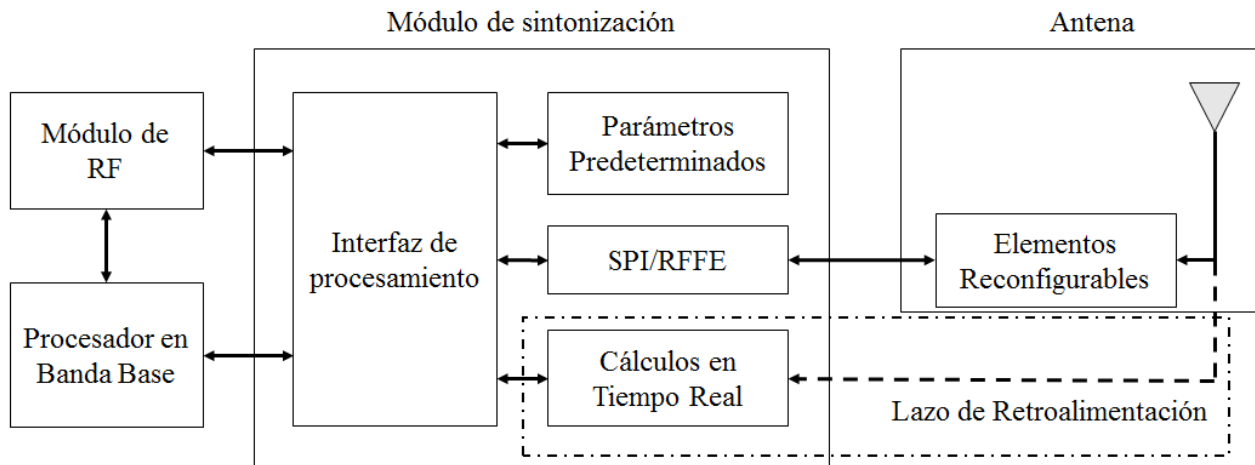 Módulo de sintonización
Antena
Módulo de
RF
Parámetros
Predeterminados
Interfaz de
procesamiento
SPI/RFFE
Elementos
Reconfigurables
Procesador en
Banda Base
Cálculos en
Tiempo Real
Lazo de Retroalimentación